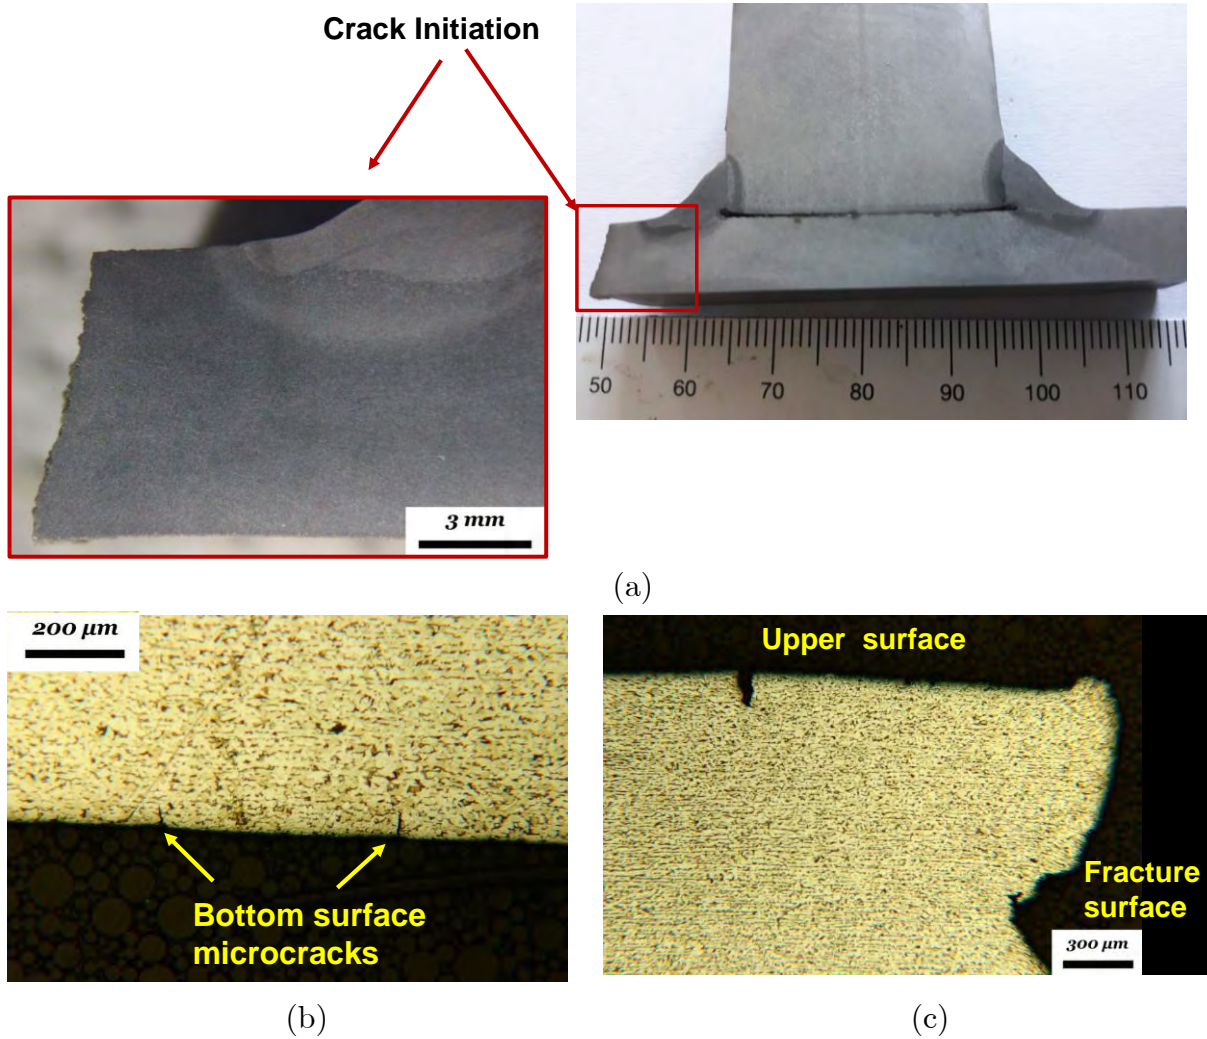 Crack Initiation
3 mm
50 60 70 80 90 100 110
(a)
200 μm
Bottom surface
microcracks
(b)
Upper surface
Fracture
surface
300 μm
(c)